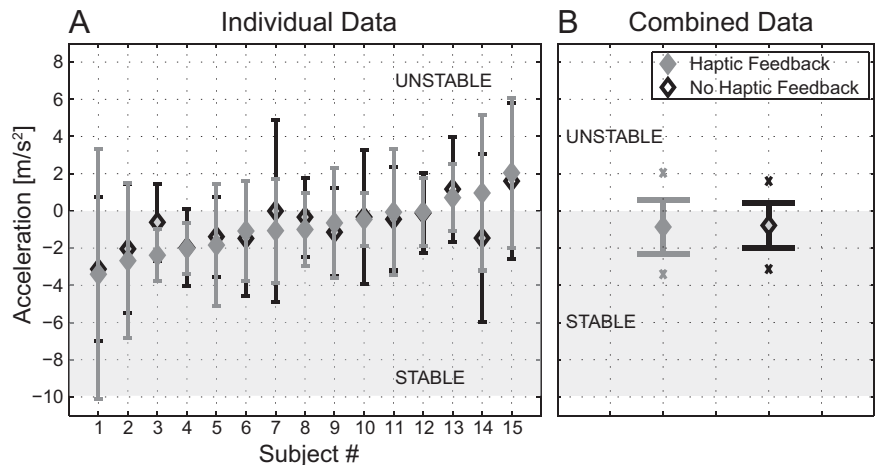 A
Individual Data
B
Combined Data
8
6
4
2
0
−2
−4
−6
−8
−10
Acceleration [m/s²]
UNSTABLE
STABLE
1 2 3 4 5 6 7 8 9 10 11 12 13 14 15
Subject #
Haptic Feedback
No Haptic Feedback
UNSTABLE
STABLE